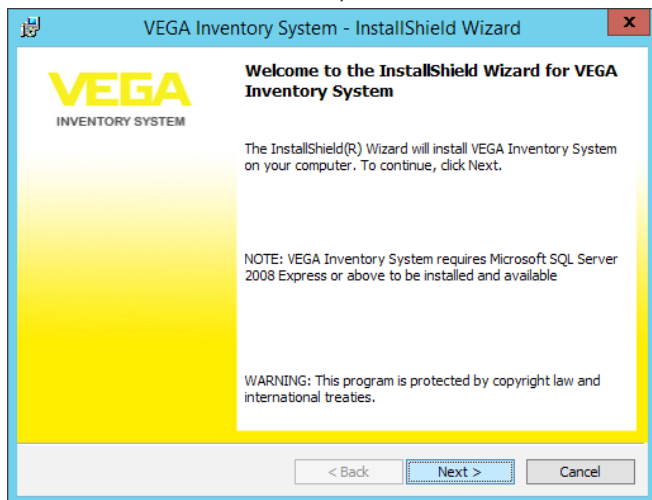 VEGA Inventory System - InstallShield Wizard
x
VEGA
INVENTORY SYSTEM
Welcome to the InstallShield Wizard for VEGA
Inventory System
The InstallShield(R) Wizard will install VEGA Inventory System
on your computer. To continue, click Next.
NOTE: VEGA Inventory System requires Microsoft SQL Server
2008 Express or above to be installed and available
WARNING: This program is protected by copyright law and
international treaties.
< Back
Next >
Cancel